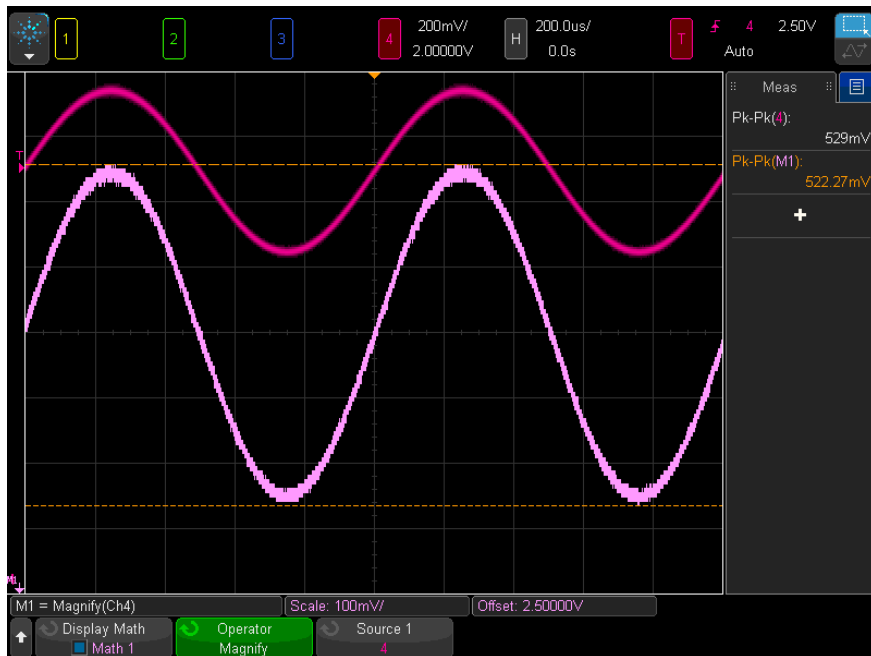 1 2 3 4 200mV/ 2.00000V H 200.0us/ 0.0s T 4 2.50V Auto
Meas
Pk-Pk(4):
529mV
Pk-Pk(M1):
522.27mV
+
T
M1
M1 = Magnify(Ch4) Scale: 100mV/ Offset: 2.50000V
Display Math Operator Source 1
Math 1 Magnify 4